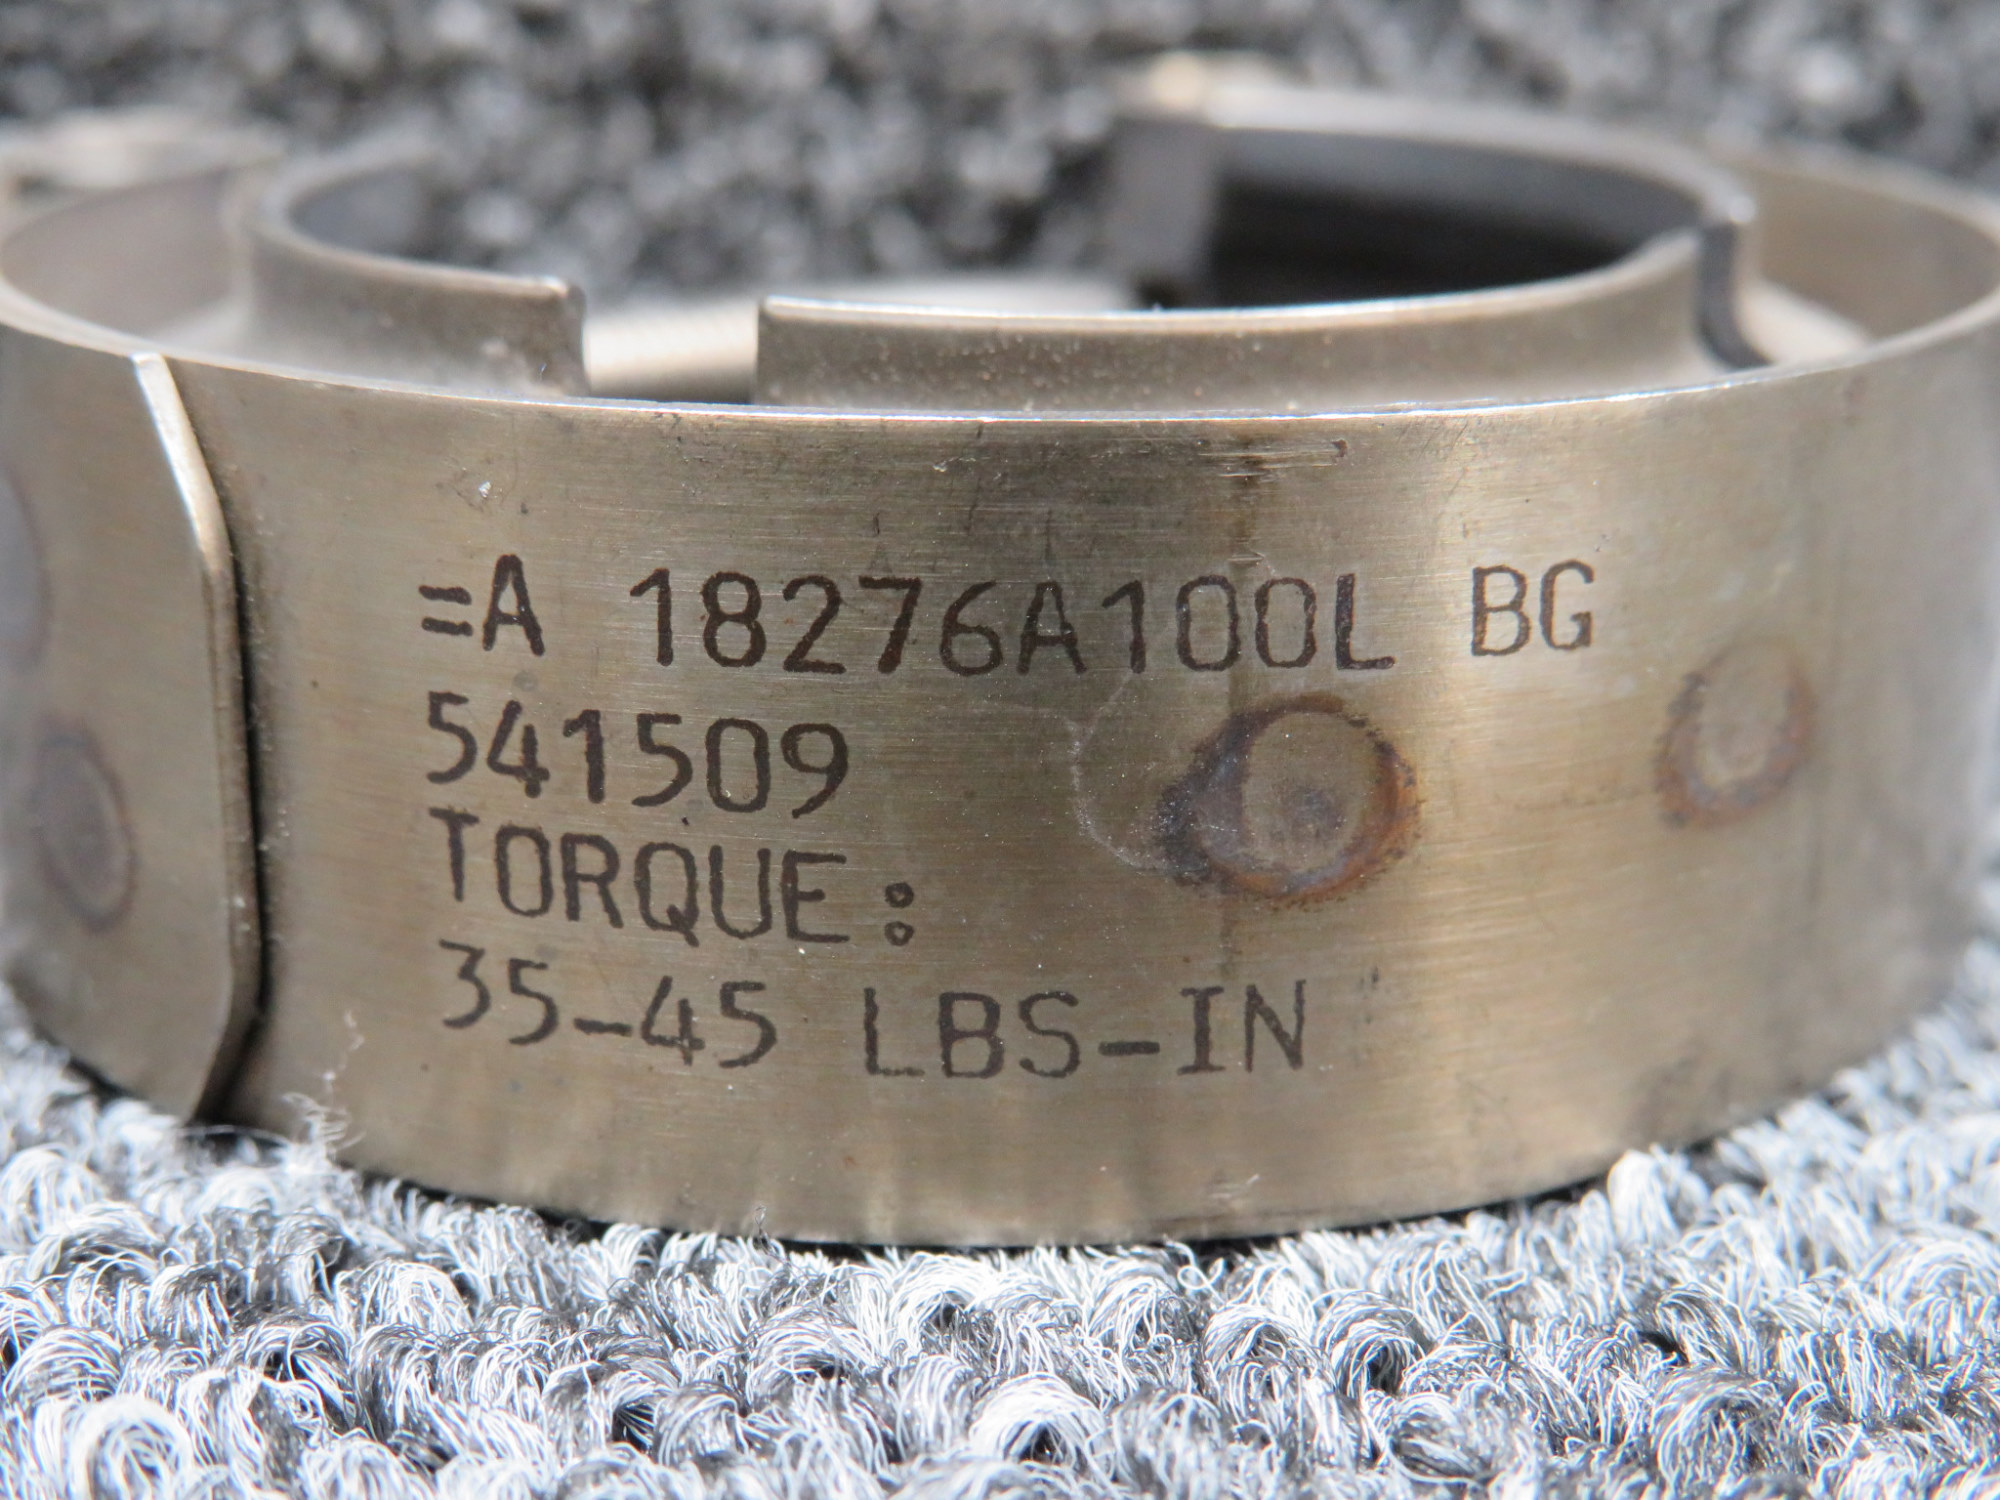 =A 18276A100L BG
541509
TORQUE:
35-45 LBS-IN